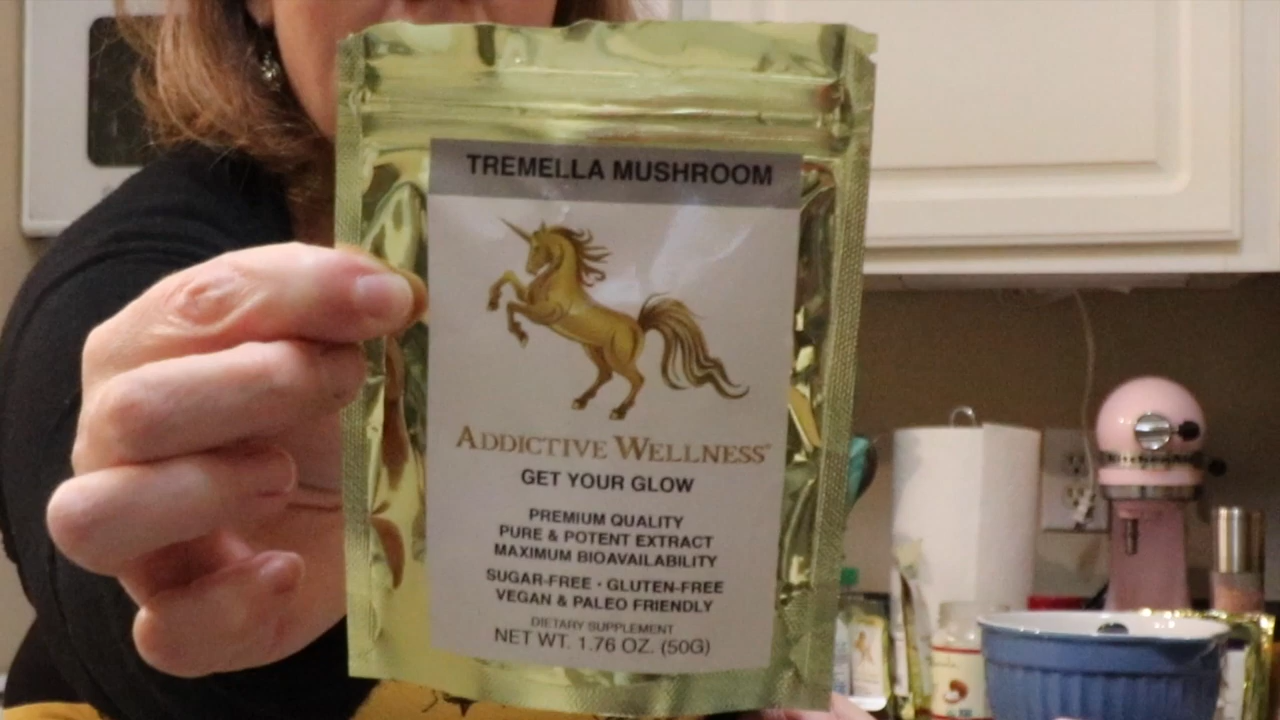 TREMELLA MUSHROOM
ADDICTIVE WELLNESS®
GET YOUR GLOW
PREMIUM QUALITY
PURE & POTENT EXTRACT
MAXIMUM BIOAVAILABILITY
SUGAR-FREE · GLUTEN-FREE
VEGAN & PALEO FRIENDLY
DIETARY SUPPLEMENT
NET WT. 1.76 OZ. (50G)